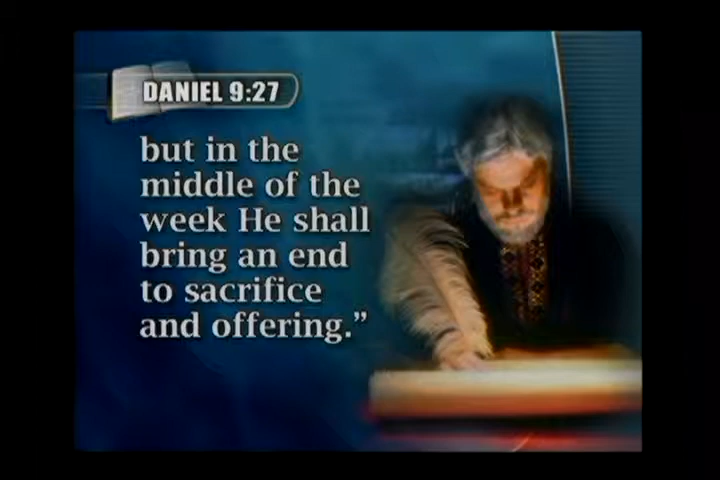 DANIEL 9:27
but in the
middle of the
week He shall
bring an end
to sacrifice
and offering.”